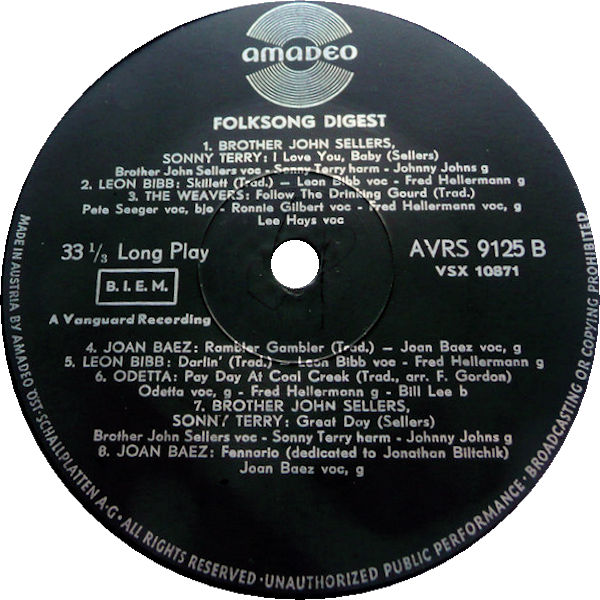 AMADEO
FOLKSONG DIGEST
1. BROTHER JOHN SELLERS,
SONNY TERRY: I Love You, Baby (Sellers)
Brother John Sellers voc - Sonny Terry harm - Johnny Johns g
2. LEON BIBB: Skillett (Trad.) — Leon Bibb voc - Fred Hellermann g
3. THE WEAVERS: Follow The Drinking Gourd (Trad.)
Pete Seeger voc, bjo - Ronnie Gilbert voc - Fred Hellermann voc, g
Lee Hays voc
33 1/3 Long Play
AVRS 9125 B
VSX 10871
B.I.E.M.
A Vanguard Recording
4. JOAN BAEZ: Rambler Gambler (Trad.) — Joan Baez voc, g
5. LEON BIBB: Darlin' (Trad.) — Leon Bibb voc - Fred Hellermann g
6. ODETTA: Pay Day At Coal Creek (Trad., arr. F. Gordon)
Odetta voc, g - Fred Hellermann g - Bill Lee b
7. BROTHER JOHN SELLERS,
SONNY TERRY: Great Day (Sellers)
Brother John Sellers voc - Sonny Terry harm - Johnny Johns g
8. JOAN BAEZ: Fennario (dedicated to Jonathan Biltchik)
Joan Baez voc, g
MADE IN AUSTRIA BY AMADEO ÖST. SCHALLPLATTEN A·G· ALL RIGHTS RESERVED · UNAUTHORIZED PUBLIC PERFORMANCE · BROADCASTING OR COPYING PROHIBITED